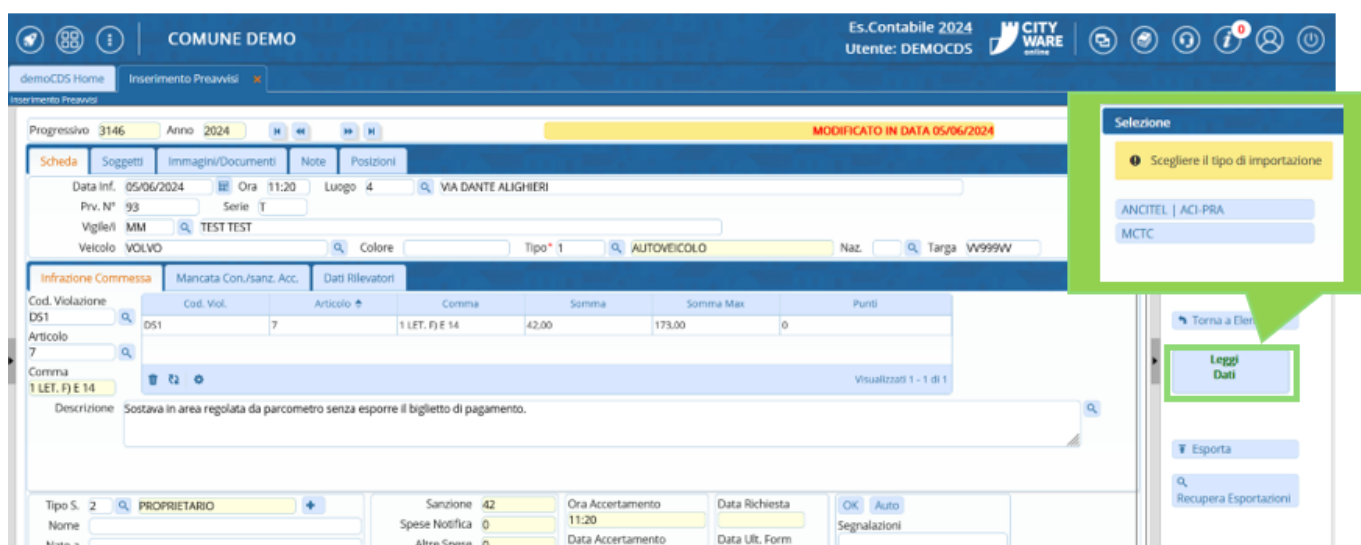 COMUNE DEMO
Es.Contabile 2024
Utente: DEMOCDS
CITY
WARE
online
0
demoCDS Home Inserimento Preavvisi ×
Inserimento Preavvisi
Progressivo 3146 Anno 2024 MODIFICATO IN DATA 05/06/2024
Scheda Soggetti Immagini/Documenti Note Posizioni
Data Inf. 05/06/2024 Ora 11:20 Luogo 4 VIA DANTE ALIGHIERI
Prv. N° 93 Serie T
Vigile/i MM TEST TEST
Veicolo VOLVO Colore Tipo* 1 AUTOVEICOLO Naz. Targa VV999VV
Infrazione Commessa Mancata Con./sanz. Acc. Dati Rilevatori
Cod. Violazione
DS1
Articolo
7
Comma
1 LET. F) E 14
Cod. Viol. Articolo Comma Somma Somma Max Punti
DS1 7 1 LET. F) E 14 42,00 173,00 0
Visualizzati 1 - 1 di 1
Descrizione Sostava in area regolata da parcometro senza esporre il biglietto di pagamento.
Tipo S. 2 PROPRIETARIO
Nome
Nato a
Sanzione 42
Spese Notifica 0
Altre Spese 0
Ora Accertamento
11:20
Data Accertamento
Data Richiesta
Data Ult. Form
OK Auto
Segnalazioni
Selezione
Scegliere il tipo di importazione
ANCITEL | ACI-PRA
MCTC
Torna a
Leggi
Dati
Esporta
Recupera Esportazioni